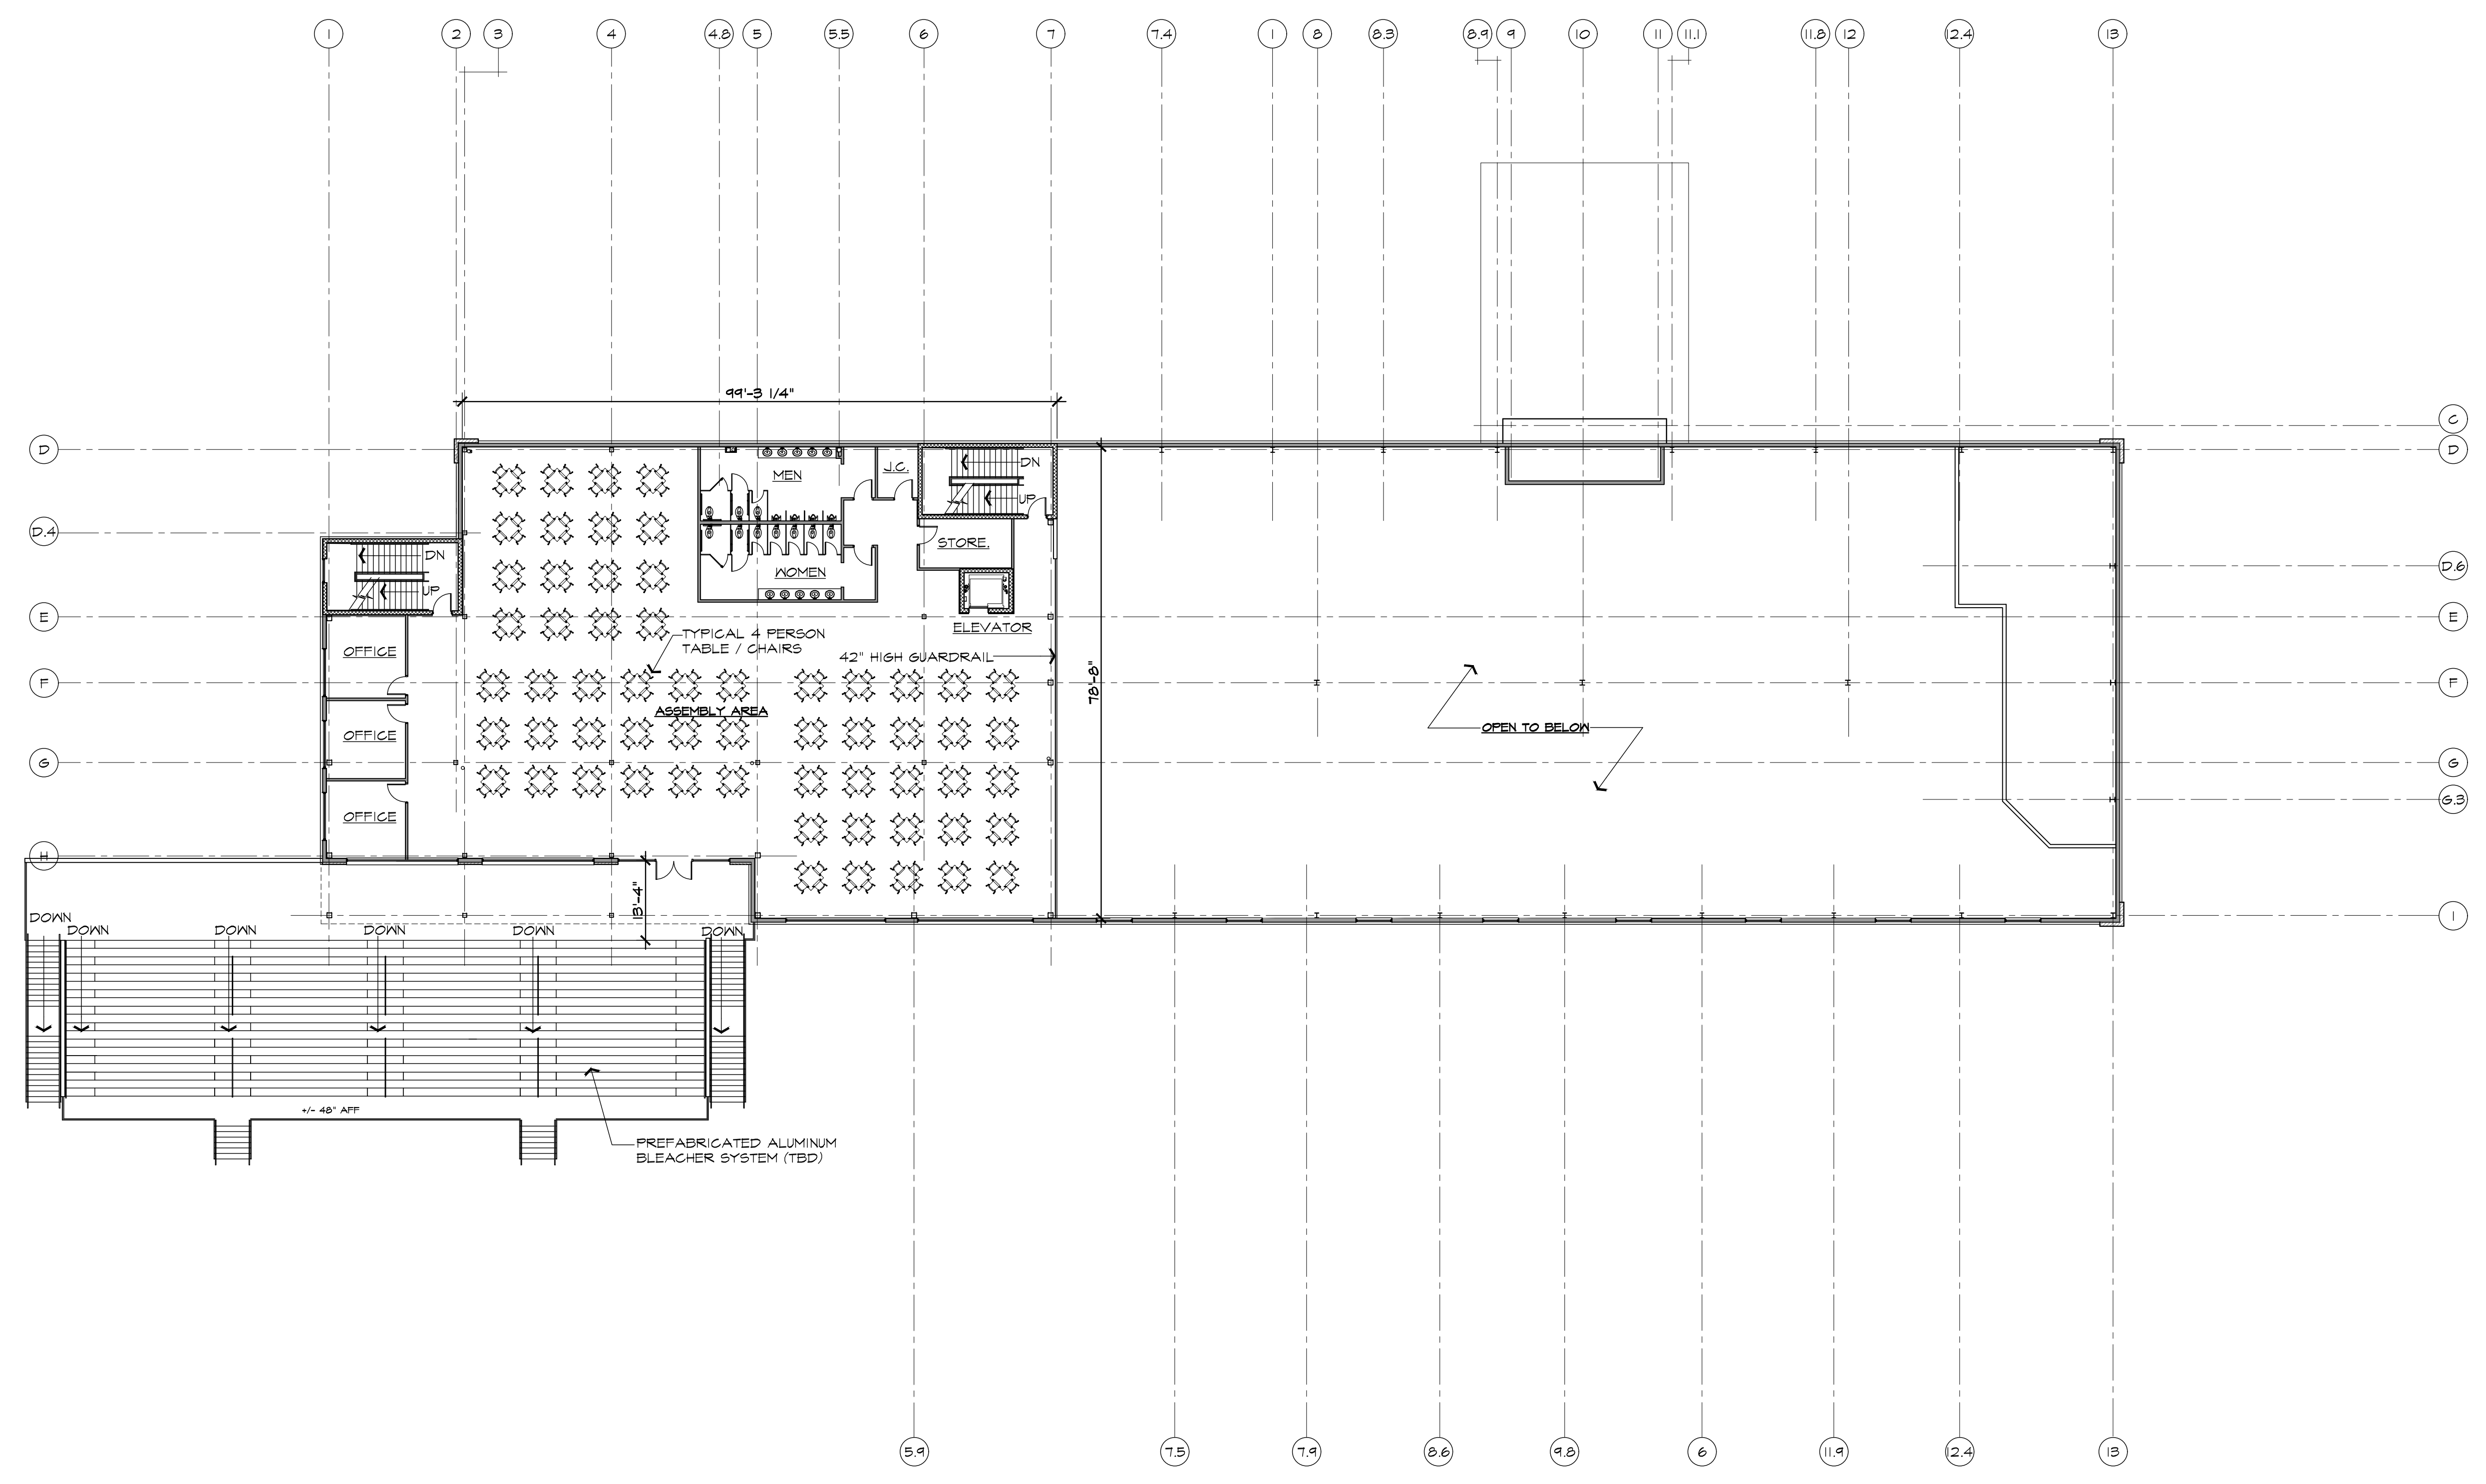 1 2 3 4 4.8 5 5.5 6 7 7.4 1 8 8.3 8.9 9 10 11 11.1 11.8 12 12.4 13
99'-3 1/4"
C
D D
MEN J.C. DN
UP
D.4 STORE.
DN
D.6
WOMEN
UP
E ELEVATOR E
TYPICAL 4 PERSON
TABLE / CHAIRS
OFFICE
42" HIGH GUARDRAIL
78'-8"
F F
ASSEMBLY AREA
OPEN TO BELOW
OFFICE
G G
G.3
OFFICE
H
13'-4"
I
DOWN
DOWN DOWN DOWN DOWN DOWN
+/- 48" AFF
PREFABRICATED ALUMINUM
BLEACHER SYSTEM (TBD)
5.9 7.5 7.9 8.6 9.8 6 11.9 12.4 13